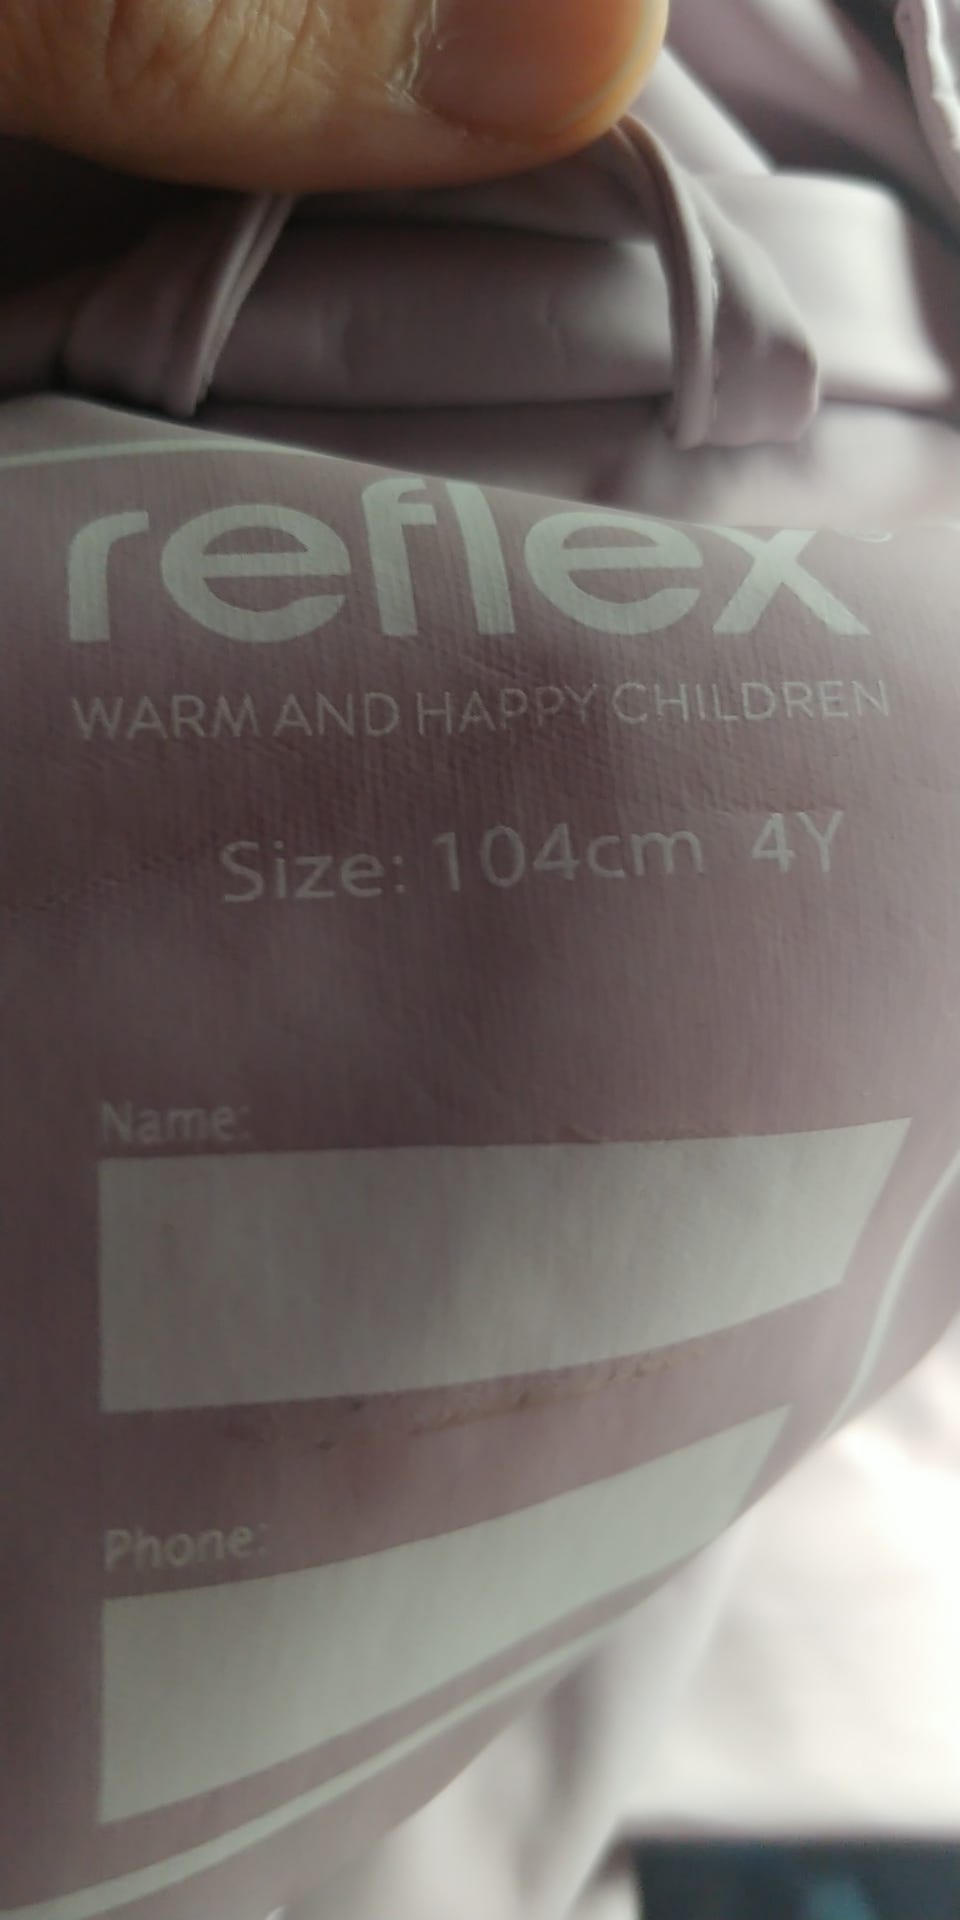 reflex®
WARM AND HAPPY CHILDREN
Size: 104cm 4Y
Name:
Phone: